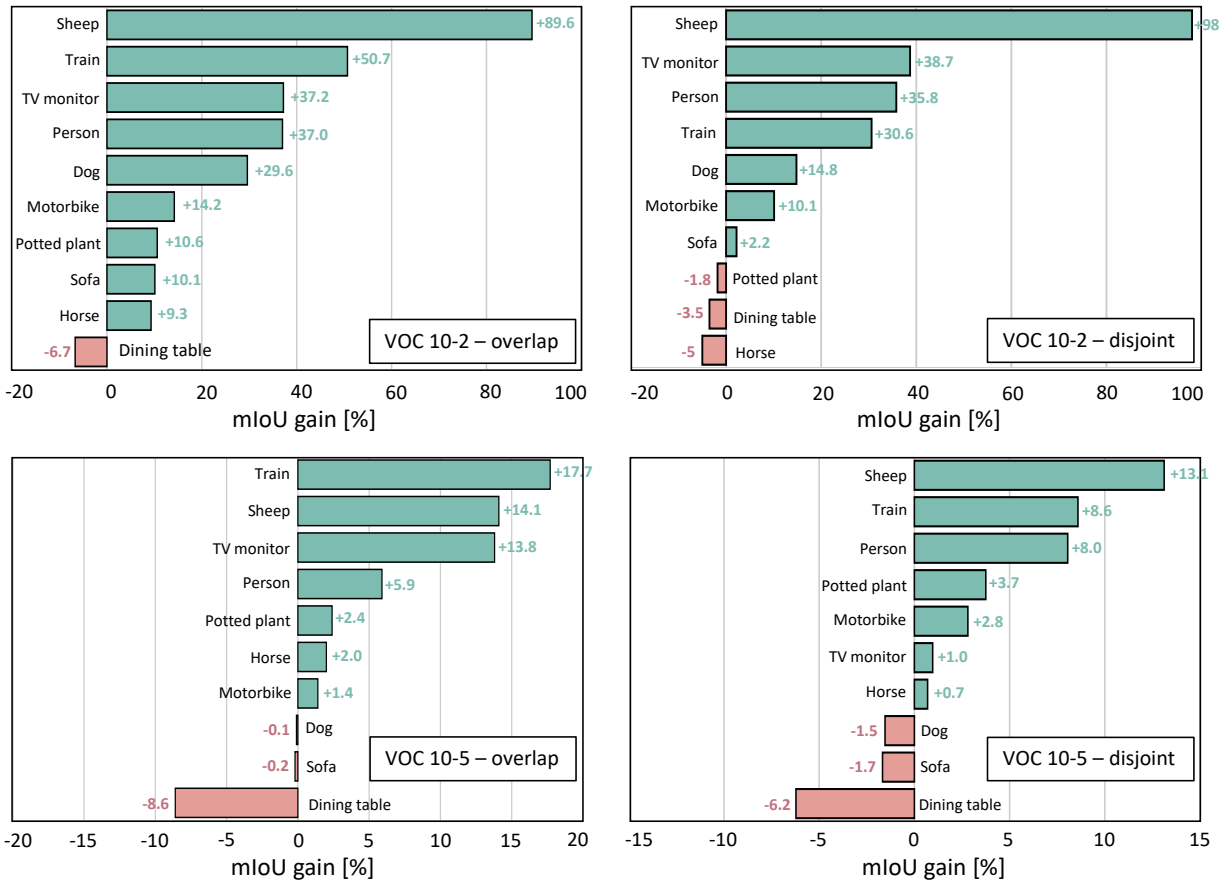 Sheep +89.6
Train +50.7
TV monitor +37.2
Person +37.0
Dog +29.6
Motorbike +14.2
Potted plant +10.6
Sofa +10.1
Horse +9.3
-6.7 Dining table
VOC 10-2 – overlap
-20 0 20 40 60 80 100
mIoU gain [%]
Sheep +98
TV monitor +38.7
Person +35.8
Train +30.6
Dog +14.8
Motorbike +10.1
Sofa +2.2
-1.8 Potted plant
-3.5 Dining table
-5 Horse
VOC 10-2 – disjoint
-20 0 20 40 60 80 100
mIoU gain [%]
Train +17.7
Sheep +14.1
TV monitor +13.8
Person +5.9
Potted plant +2.4
Horse +2.0
Motorbike +1.4
-0.1 Dog
-0.2 Sofa
-8.6 Dining table
VOC 10-5 – overlap
-20 -15 -10 -5 0 5 10 15 20
mIoU gain [%]
Sheep +13.1
Train +8.6
Person +8.0
Potted plant +3.7
Motorbike +2.8
TV monitor +1.0
Horse +0.7
-1.5 Dog
-1.7 Sofa
-6.2 Dining table
VOC 10-5 – disjoint
-15 -10 -5 0 5 10 15
mIoU gain [%]